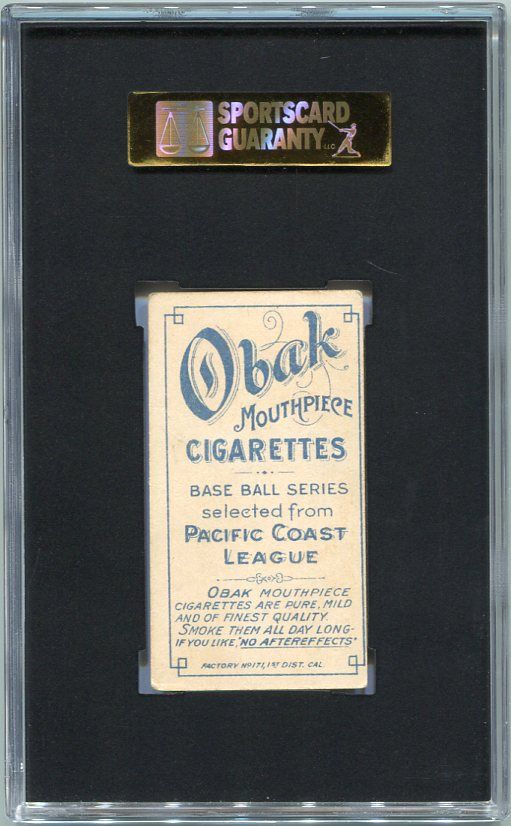 SPORTSCARD
GUARANTY LLC
Obak
MOUTHPIECE
CIGARETTES
BASE BALL SERIES
selected from
PACIFIC COAST
LEAGUE
OBAK MOUTHPIECE
CIGARETTES ARE PURE, MILD
AND OF FINEST QUALITY.
SMOKE THEM ALL DAY LONG-
IF YOU LIKE, "NO AFTEREFFECTS"
FACTORY Nº 171, 1ST DIST. CAL.